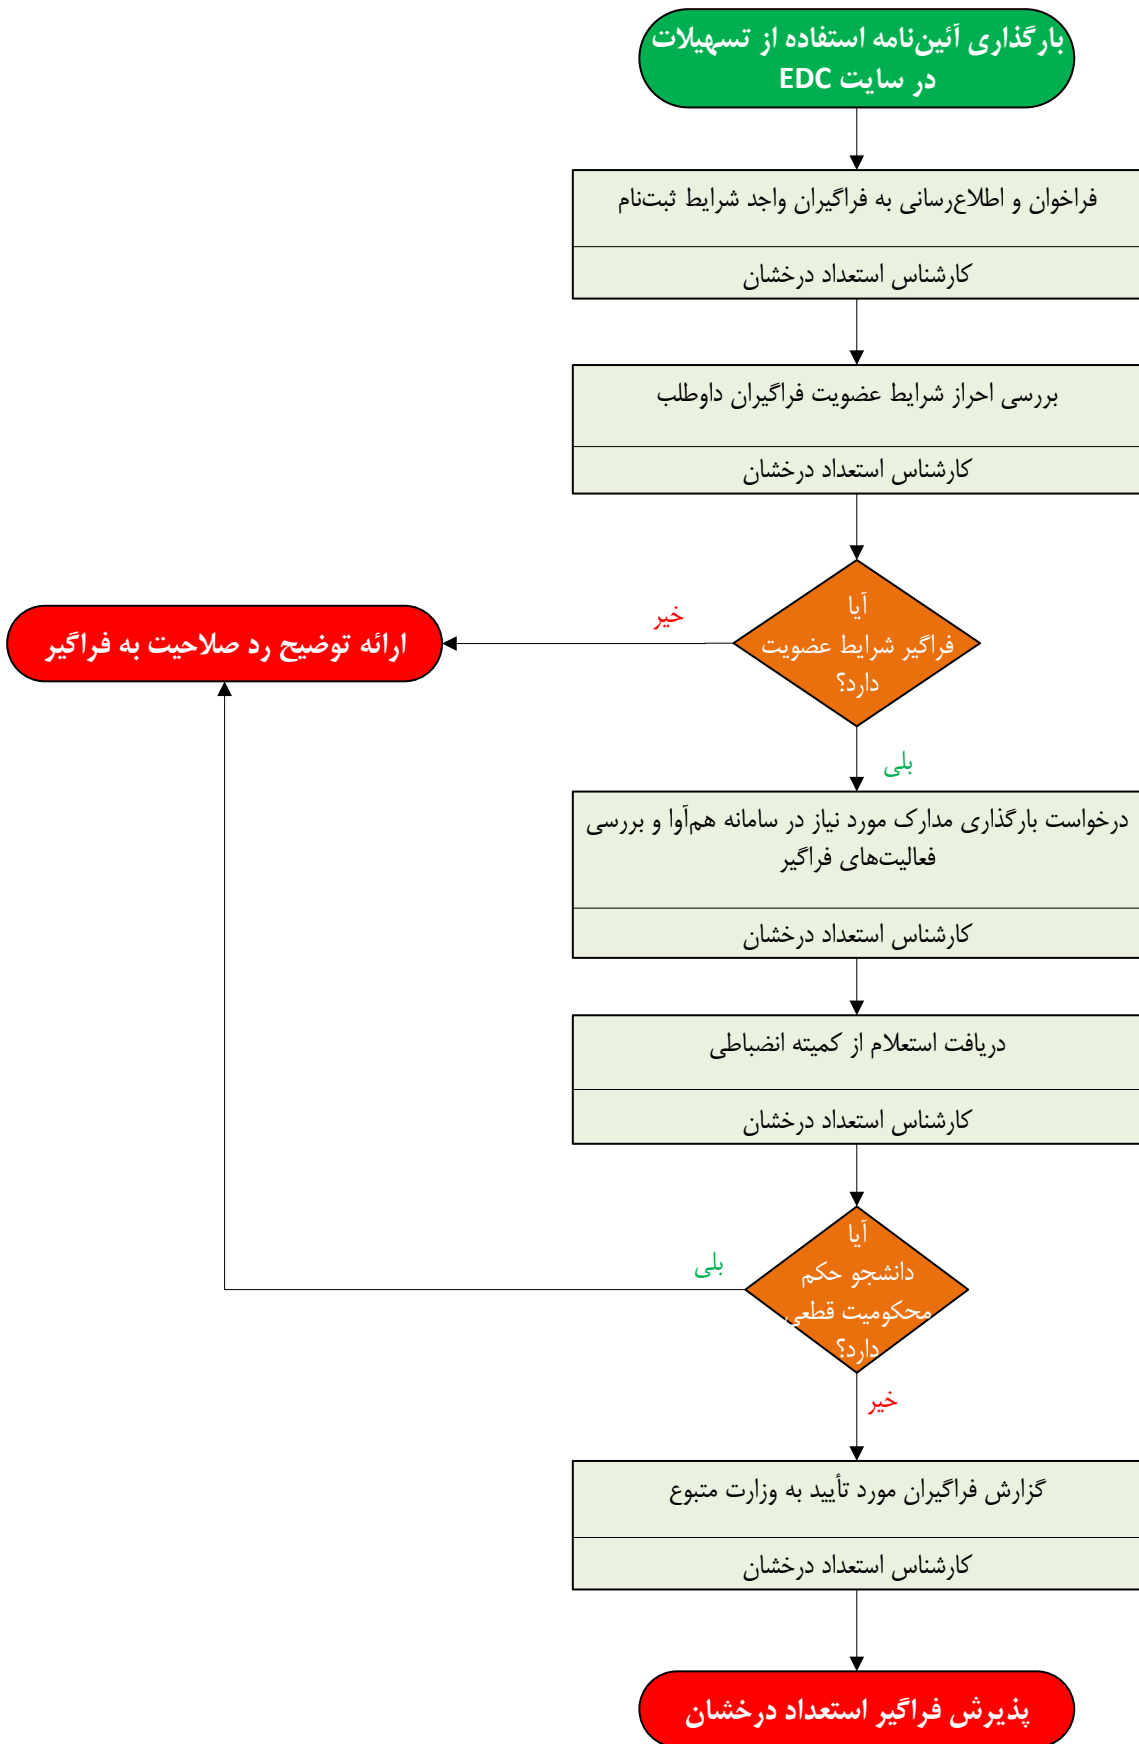 بارگذاری آئین‌نامه استفاده از تسهیلات
در سایت EDC
فراخوان و اطلاع‌رسانی به فراگیران واجد شرایط ثبت‌نام
کارشناس استعداد درخشان
بررسی احراز شرایط عضویت فراگیران داوطلب
کارشناس استعداد درخشان
آیا
فراگیر شرایط عضویت
دارد؟
خیر
ارائه توضیح رد صلاحیت به فراگیر
بلی
درخواست بارگذاری مدارک مورد نیاز در سامانه هم‌آوا و بررسی
فعالیت‌های فراگیر
کارشناس استعداد درخشان
دریافت استعلام از کمیته انضباطی
کارشناس استعداد درخشان
آیا
دانشجو حکم
محکومیت قطعی
دارد؟
بلی
خیر
گزارش فراگیران مورد تأیید به وزارت متبوع
کارشناس استعداد درخشان
پذیرش فراگیر استعداد درخشان